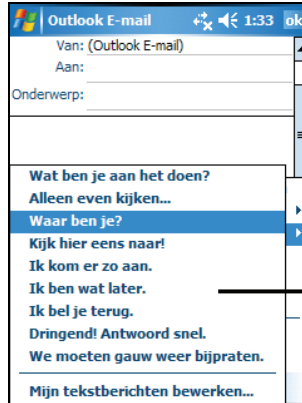 Outlook E-mail 1:33 ok
Van: (Outlook E-mail)
Aan:
Onderwerp:
Wat ben je aan het doen?
Alleen even kijken...
Waar ben je?
Kijk hier eens naar!
Ik kom er zo aan.
Ik ben wat later.
Ik bel je terug.
Dringend! Antwoord snel.
We moeten gauw weer bijpraten.
Mijn tekstberichten bewerken...